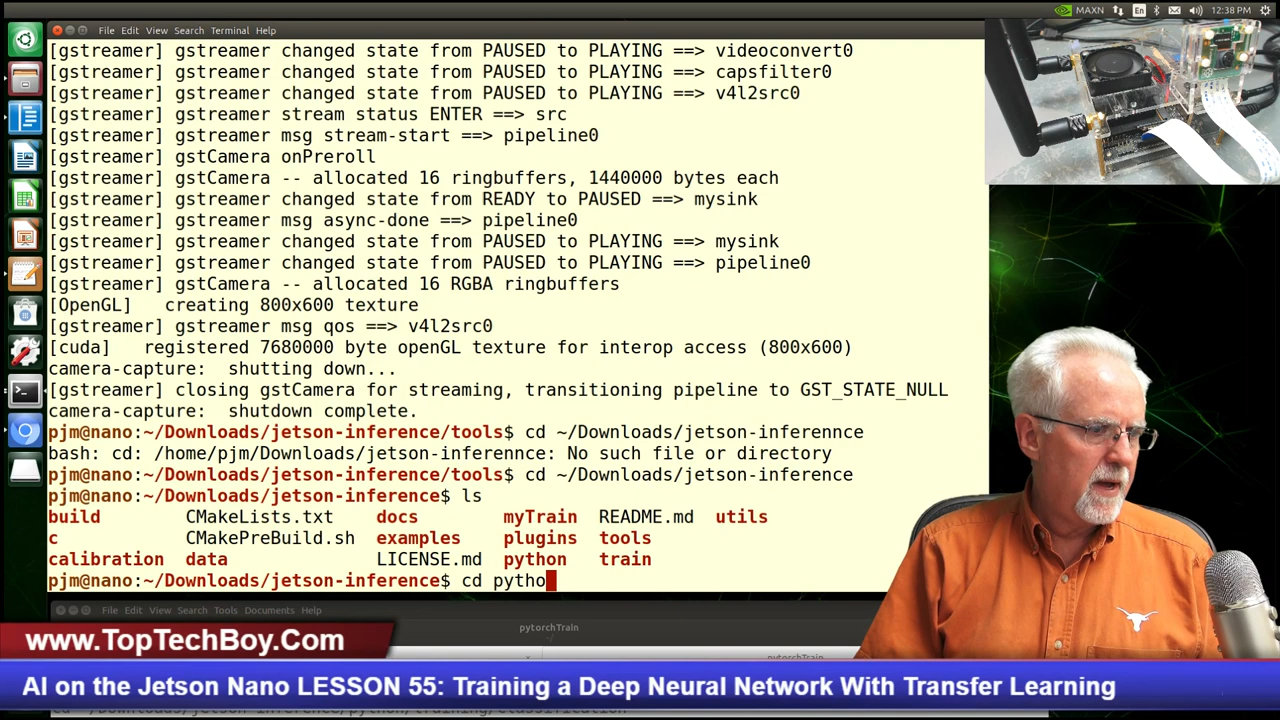 MAXN En 12:38 PM
File Edit View Search Terminal Help
[gstreamer] gstreamer changed state from PAUSED to PLAYING ==> videoconvert0
[gstreamer] gstreamer changed state from PAUSED to PLAYING ==> capsfilter0
[gstreamer] gstreamer changed state from PAUSED to PLAYING ==> v4l2src0
[gstreamer] gstreamer stream status ENTER ==> src
[gstreamer] gstreamer msg stream-start ==> pipeline0
[gstreamer] gstCamera onPreroll
[gstreamer] gstCamera -- allocated 16 ringbuffers, 1440000 bytes each
[gstreamer] gstreamer changed state from READY to PAUSED ==> mysink
[gstreamer] gstreamer msg async-done ==> pipeline0
[gstreamer] gstreamer changed state from PAUSED to PLAYING ==> mysink
[gstreamer] gstreamer changed state from PAUSED to PLAYING ==> pipeline0
[gstreamer] gstCamera -- allocated 16 RGBA ringbuffers
[OpenGL] creating 800x600 texture
[gstreamer] gstreamer msg qos ==> v4l2src0
[cuda] registered 7680000 byte openGL texture for interop access (800x600)
camera-capture: shutting down...
[gstreamer] closing gstCamera for streaming, transitioning pipeline to GST_STATE_NULL
camera-capture: shutdown complete.
pjm@nano:~/Downloads/jetson-inference/tools$ cd ~/Downloads/jetson-inferennce
bash: cd: /home/pjm/Downloads/jetson-inferennce: No such file or directory
pjm@nano:~/Downloads/jetson-inference/tools$ cd ~/Downloads/jetson-inference
pjm@nano:~/Downloads/jetson-inference$ ls
build CMakeLists.txt docs myTrain README.md utils
c CMakePreBuild.sh examples plugins tools
calibration data LICENSE.md python train
pjm@nano:~/Downloads/jetson-inference$ cd pytho
File Edit View Search Tools Documents Help
pytorchTrain
pytorchTrain
www.TopTechBoy.Com
AI on the Jetson Nano LESSON 55: Training a Deep Neural Network With Transfer Learning